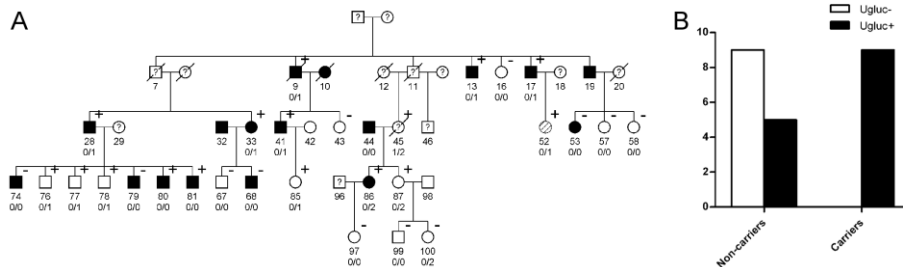 A
B
Ugluc-
Ugluc+
? ?
? ? + ? ? + - + ? ?
7 9 10 12 11 13 16 17 18 19 20
0/1 0/1 0/0 0/1
+ ? + + - + ? ? - - -
28 29 32 33 41 42 43 44 45 46 52 53 57 58
0/1 0/1 0/1 0/0 1/2 0/1 0/0 0/0 0/0
- + + + - + + - - + ? +
74 76 77 78 79 80 81 67 68 85 96 86 87 98
0/0 0/1 0/1 0/1 0/0 0/0 0/0 0/0 0/0 0/1 0/2 0/2
- - -
97 99 100
0/0 0/0 0/2
10
8
6
4
2
0
Non-carriers
Carriers